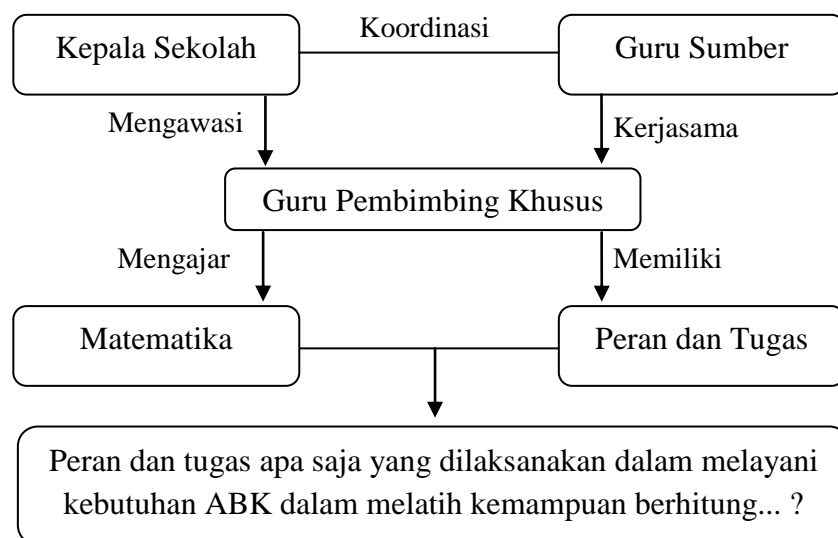 Koordinasi
Kepala Sekolah
Guru Sumber
Mengawasi
Kerjasama
Guru Pembimbing Khusus
Mengajar
Memiliki
Matematika
Peran dan Tugas
Peran dan tugas apa saja yang dilaksanakan dalam melayani
kebutuhan ABK dalam melatih kemampuan berhitung... ?